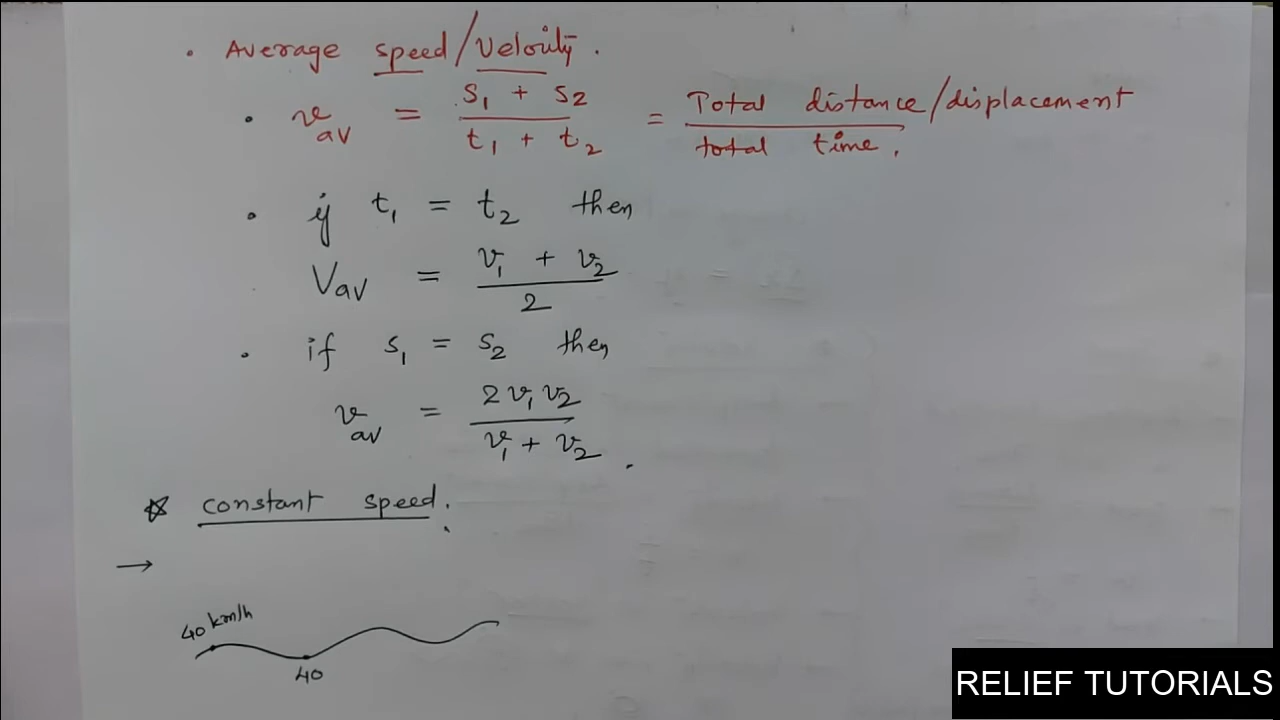 • Average speed/velocity.
• v_av = (s₁ + s₂)/(t₁ + t₂) = Total distance/displacement / total time.
• if t₁ = t₂ then
V_av = (v₁ + v₂)/2
• if s₁ = s₂ then
v_av = 2v₁v₂/(v₁ + v₂).
☆ constant speed.
→
40 km/h
40
RELIEF TUTORIALS